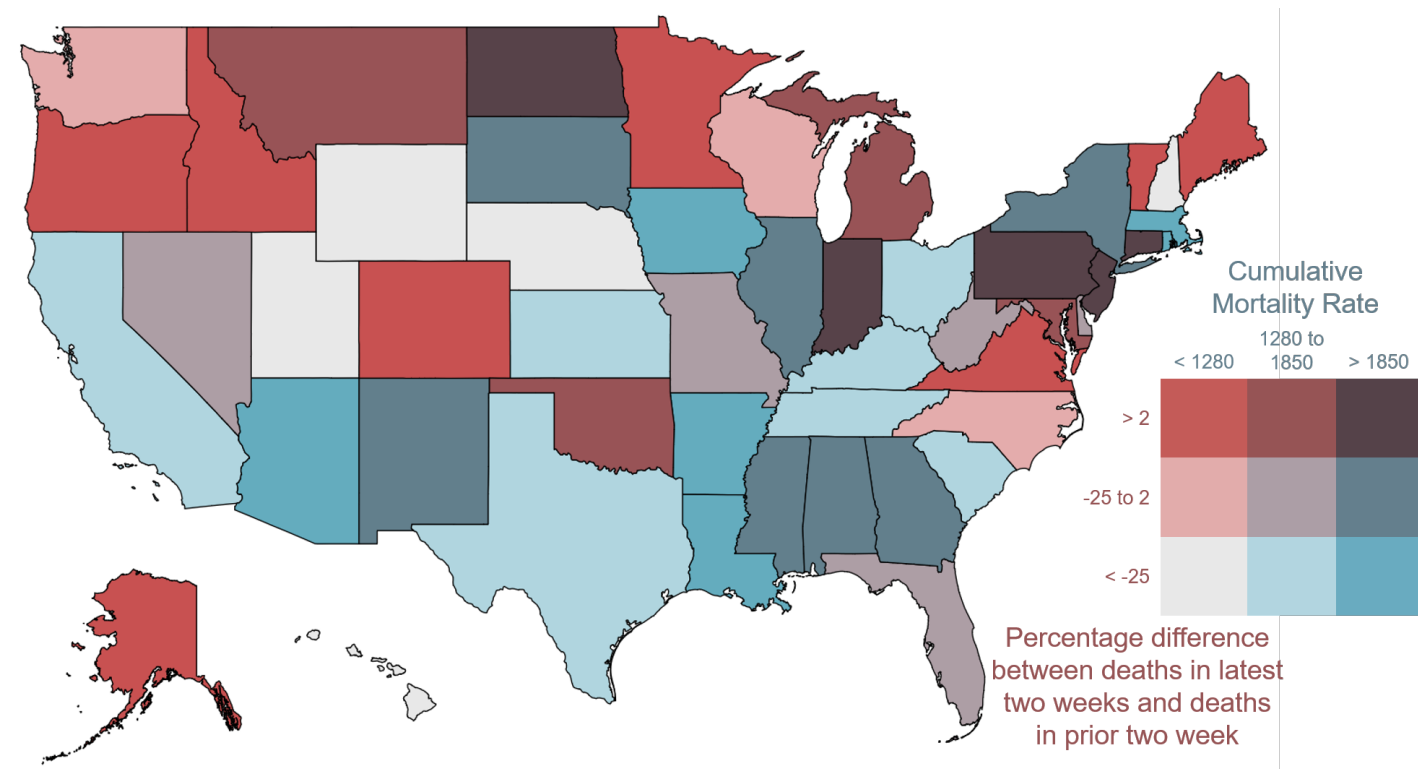 Cumulative
Mortality Rate
< 1280
1280 to
1850
> 1850
> 2
-25 to 2
< -25
Percentage difference
between deaths in latest
two weeks and deaths
in prior two week